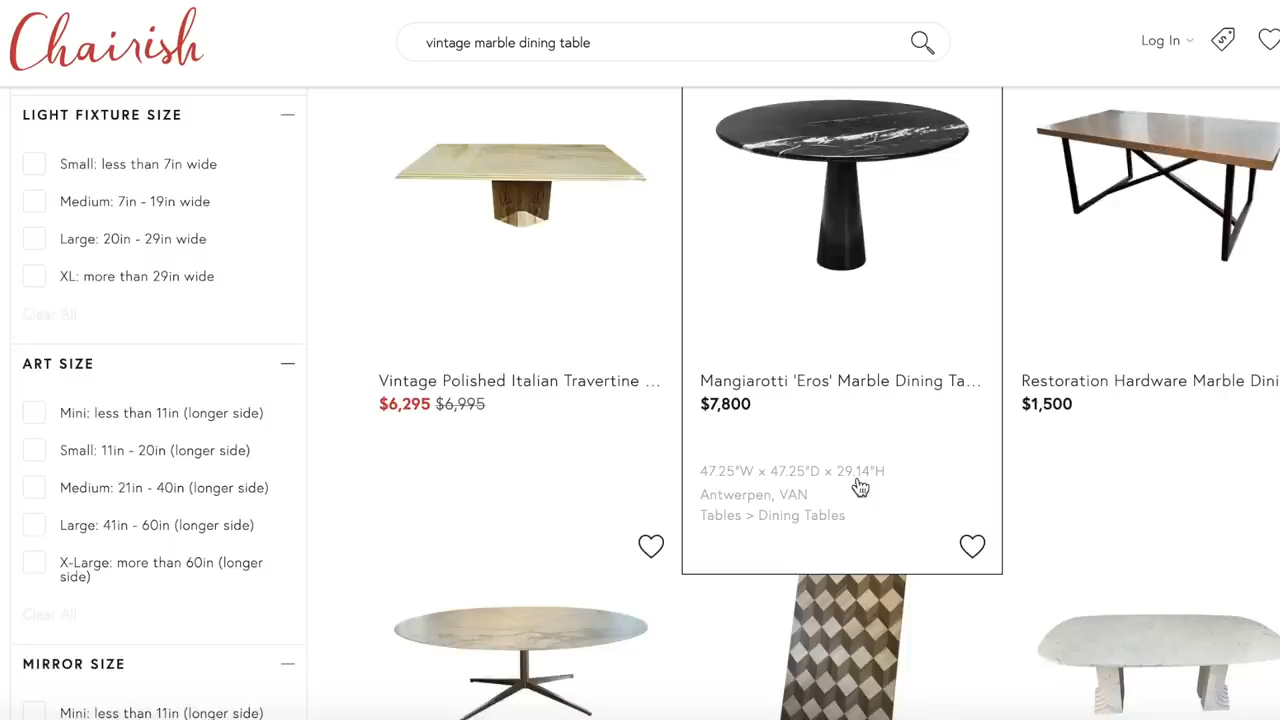 Chairish
vintage marble dining table
Log In
LIGHT FIXTURE SIZE
Small: less than 7in wide
Medium: 7in - 19in wide
Large: 20in - 29in wide
XL: more than 29in wide
Clear All
ART SIZE
Mini: less than 11in (longer side)
Small: 11in - 20in (longer side)
Medium: 21in - 40in (longer side)
Large: 41in - 60in (longer side)
X-Large: more than 60in (longer
side)
Clear All
MIRROR SIZE
Mini: less than 11in (longer side)
Vintage Polished Italian Travertine ...
$6,295 $6,995
Mangiarotti 'Eros' Marble Dining Ta...
$7,800
47.25"W × 47.25"D × 29.14"H
Antwerpen, VAN
Tables > Dining Tables
Restoration Hardware Marble Dini
$1,500